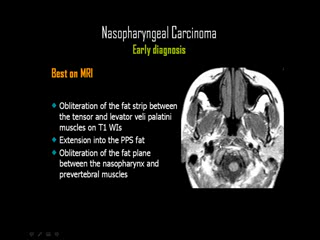 Nasopharyngeal Carcinoma
Early diagnosis
Best on MRI
Obliteration of the fat strip between
the tensor and levator veli palatini
muscles on T1 WIs
Extension into the PPS fat
Obliteration of the fat plane
between the nasopharynx and
prevertebral muscles